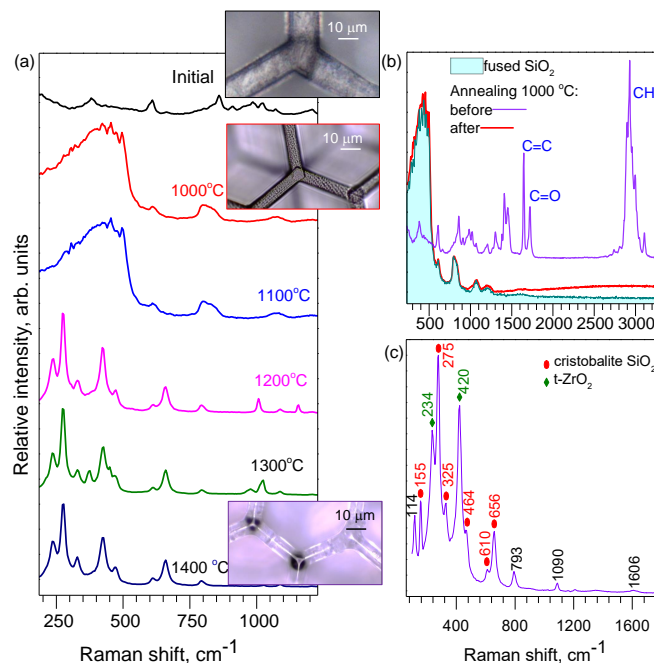 (a)
10 μm
Initial
10 μm
1000°C
1100°C
1200°C
1300°C
10 μm
1400 °C
Relative intensity, arb. units
200 500 750 1000
Raman shift, cm-1
(b)
fused SiO2
Annealing 1000 °C:
before
after
C=C
C=O
CH
500 1000 1500 2000 2500 3000
(c)
cristobalite SiO2
t-ZrO2
114
155
234
275
325
420
464
610
656
793
1090
1606
400 800 1200 1600
Raman shift, cm-1